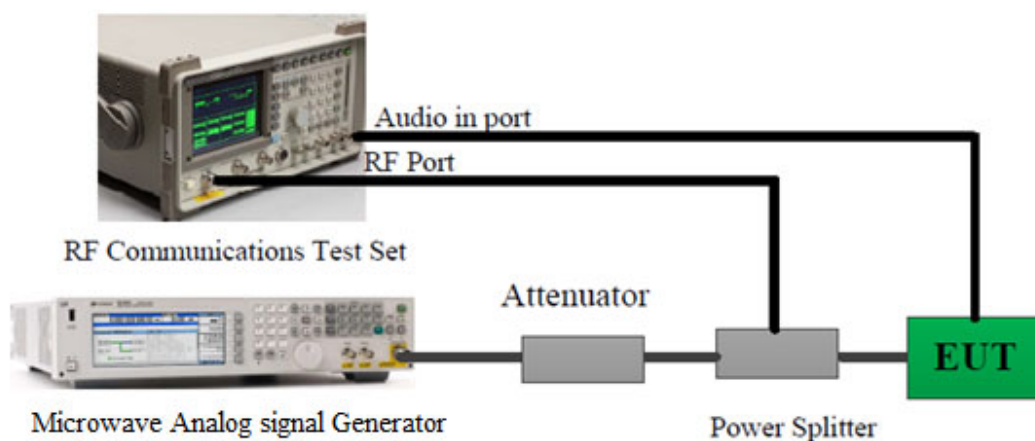 Audio in port
RF Port
RF Communications Test Set
Attenuator
EUT
Microwave Analog signal Generator
Power Splitter